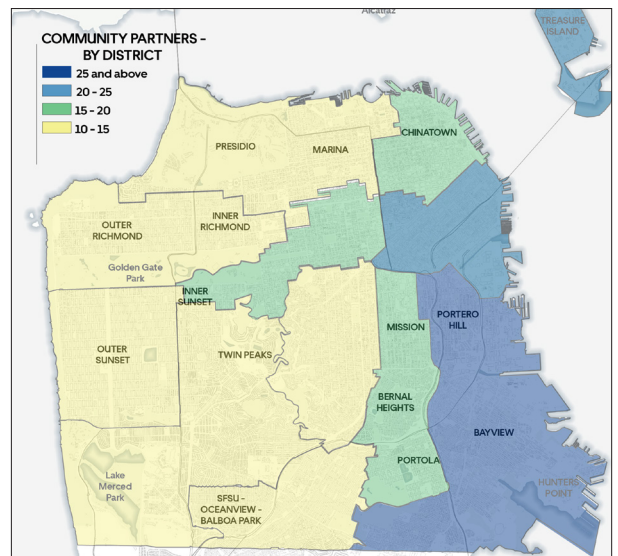 Alcatraz
TREASURE
ISLAND
COMMUNITY PARTNERS -
BY DISTRICT
25 and above
20 - 25
15 - 20
10 - 15
CHINATOWN
PRESIDIO
MARINA
OUTER
RICHMOND
INNER
RICHMOND
Golden Gate
Park
INNER
SUNSET
OUTER
SUNSET
TWIN PEAKS
MISSION
PORTERO
HILL
BERNAL
HEIGHTS
BAYVIEW
PORTOLA
Lake
Merced
Park
SFSU -
OCEANVIEW -
BALBOA PARK
HUNTERS
POINT